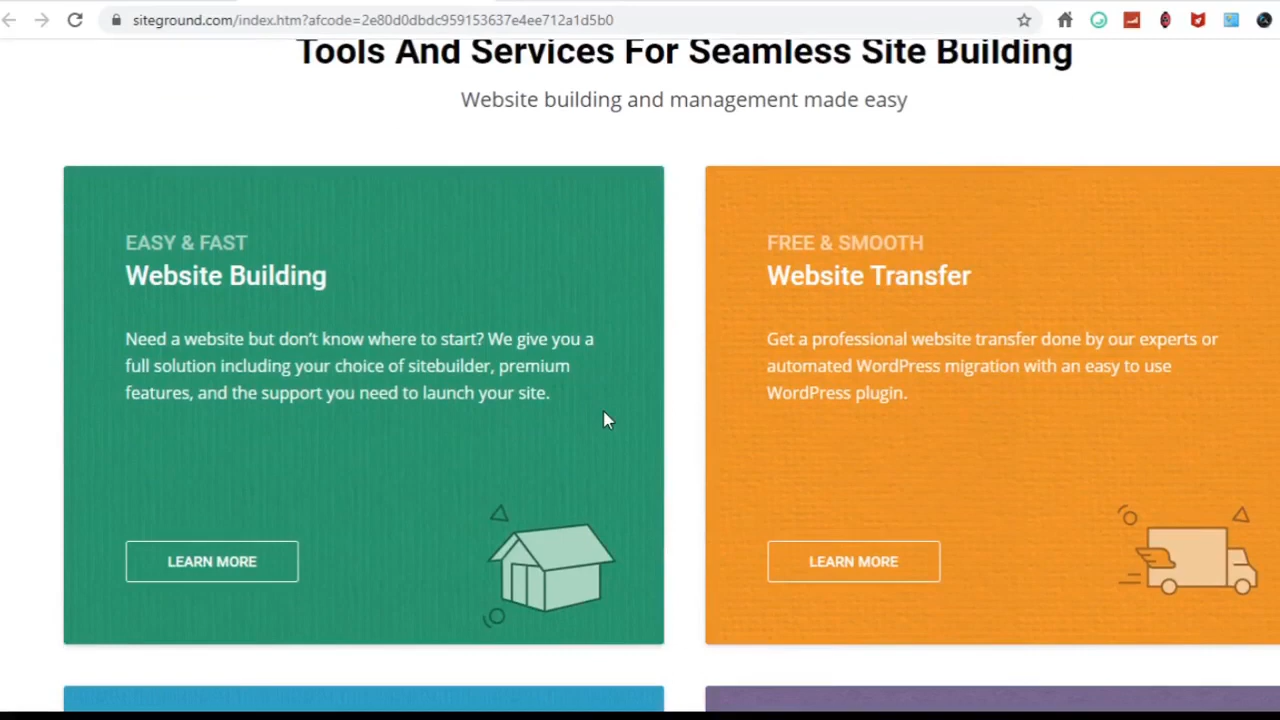 siteground.com/index.htm?afcode=2e80d0dbdc959153637e4ee712a1d5b0
Tools And Services For Seamless Site Building
Website building and management made easy
EASY & FAST
Website Building
Need a website but don’t know where to start? We give you a
full solution including your choice of sitebuilder, premium
features, and the support you need to launch your site.
LEARN MORE
FREE & SMOOTH
Website Transfer
Get a professional website transfer done by our experts or
automated WordPress migration with an easy to use
WordPress plugin.
LEARN MORE